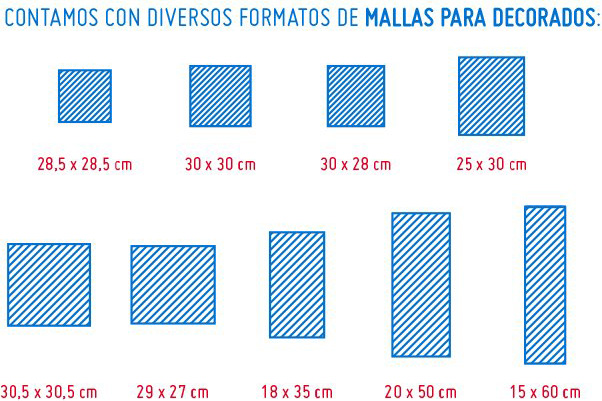 CONTAMOS CON DIVERSOS FORMATOS DE MALLAS PARA DECORADOS:
28,5 x 28,5 cm
30 x 30 cm
30 x 28 cm
25 x 30 cm
30,5 x 30,5 cm
29 x 27 cm
18 x 35 cm
20 x 50 cm
15 x 60 cm